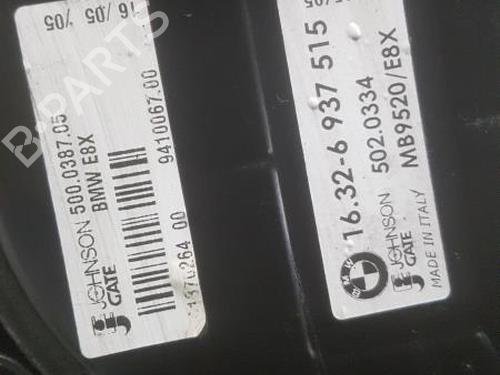 16/05 '05
JOHNSON 500.0387.05
GATE BMW E8X
9410067.00
16.32-6 937 515
JOHNSON 502.0334
GATE MB9520/E8X
MADE IN ITALY
B-PARTS